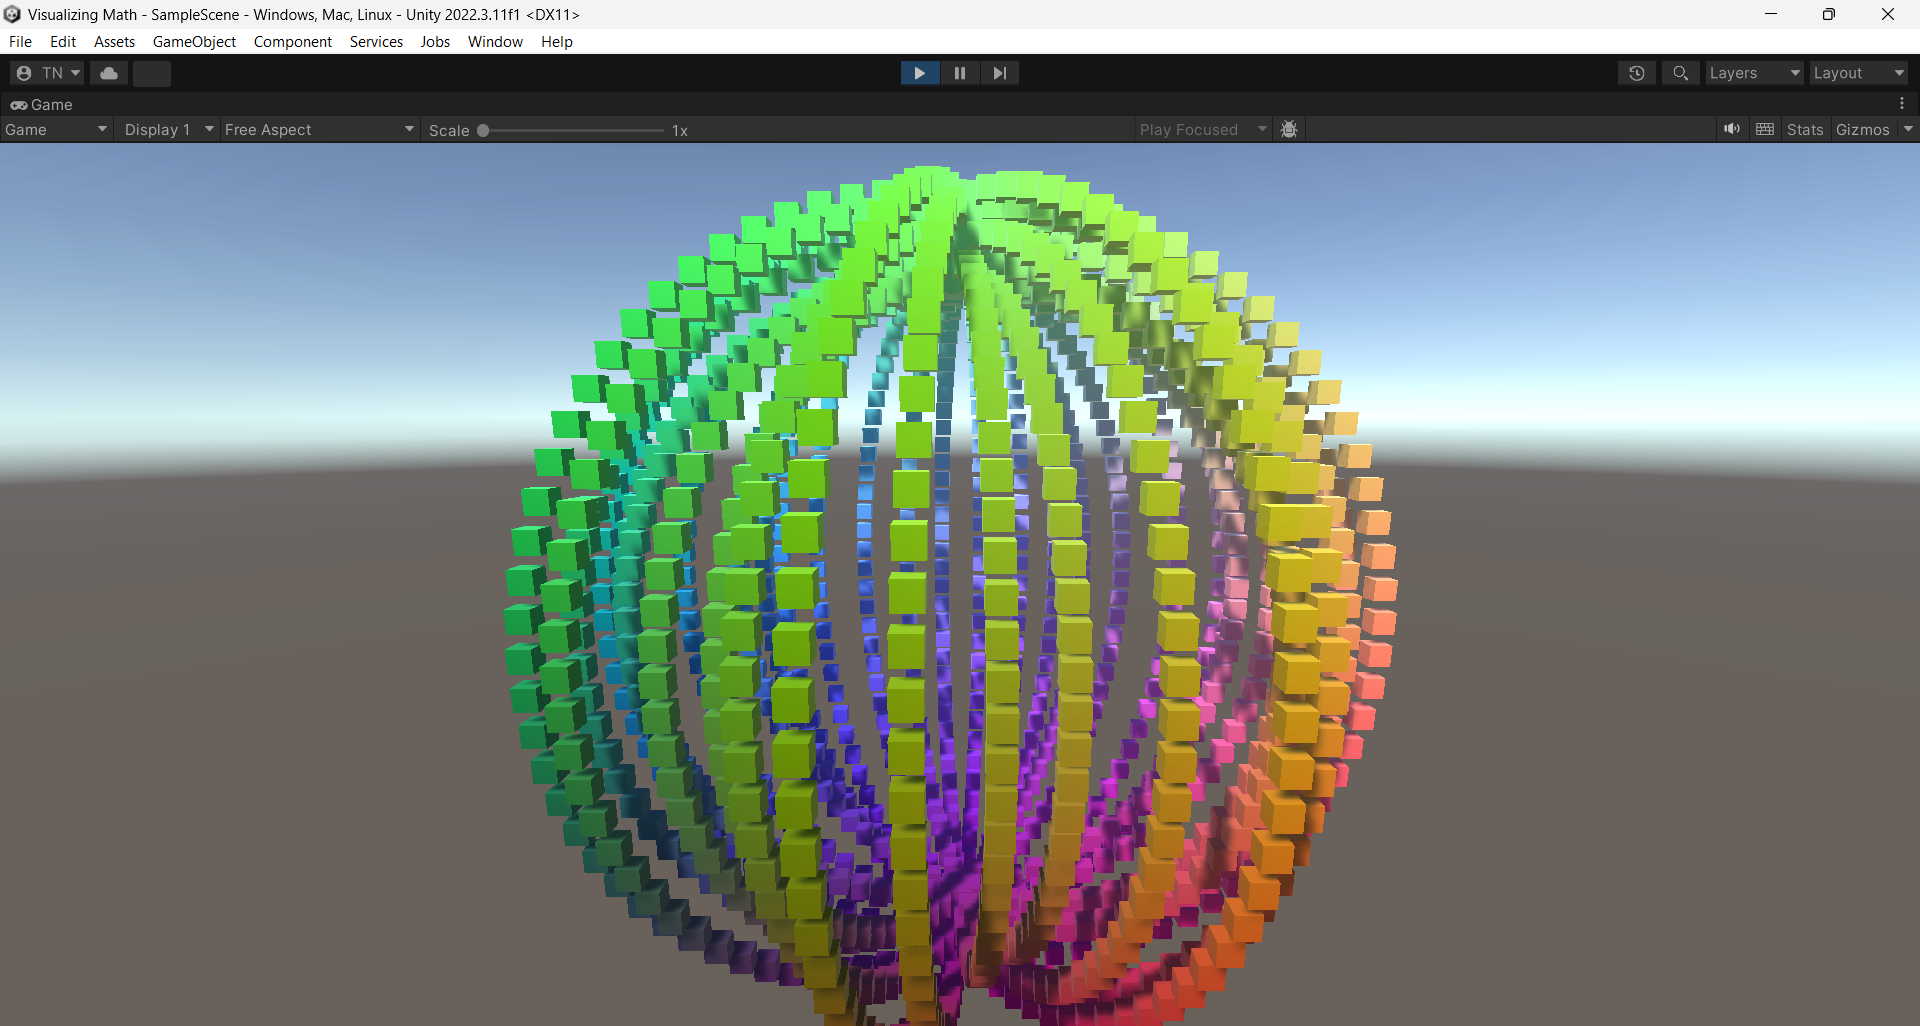 Visualizing Math - SampleScene - Windows, Mac, Linux - Unity 2022.3.11f1 <DX11>
File Edit Assets GameObject Component Services Jobs Window Help
TN Layers Layout
Game
Game Display 1 Free Aspect Scale 1x Play Focused Stats Gizmos